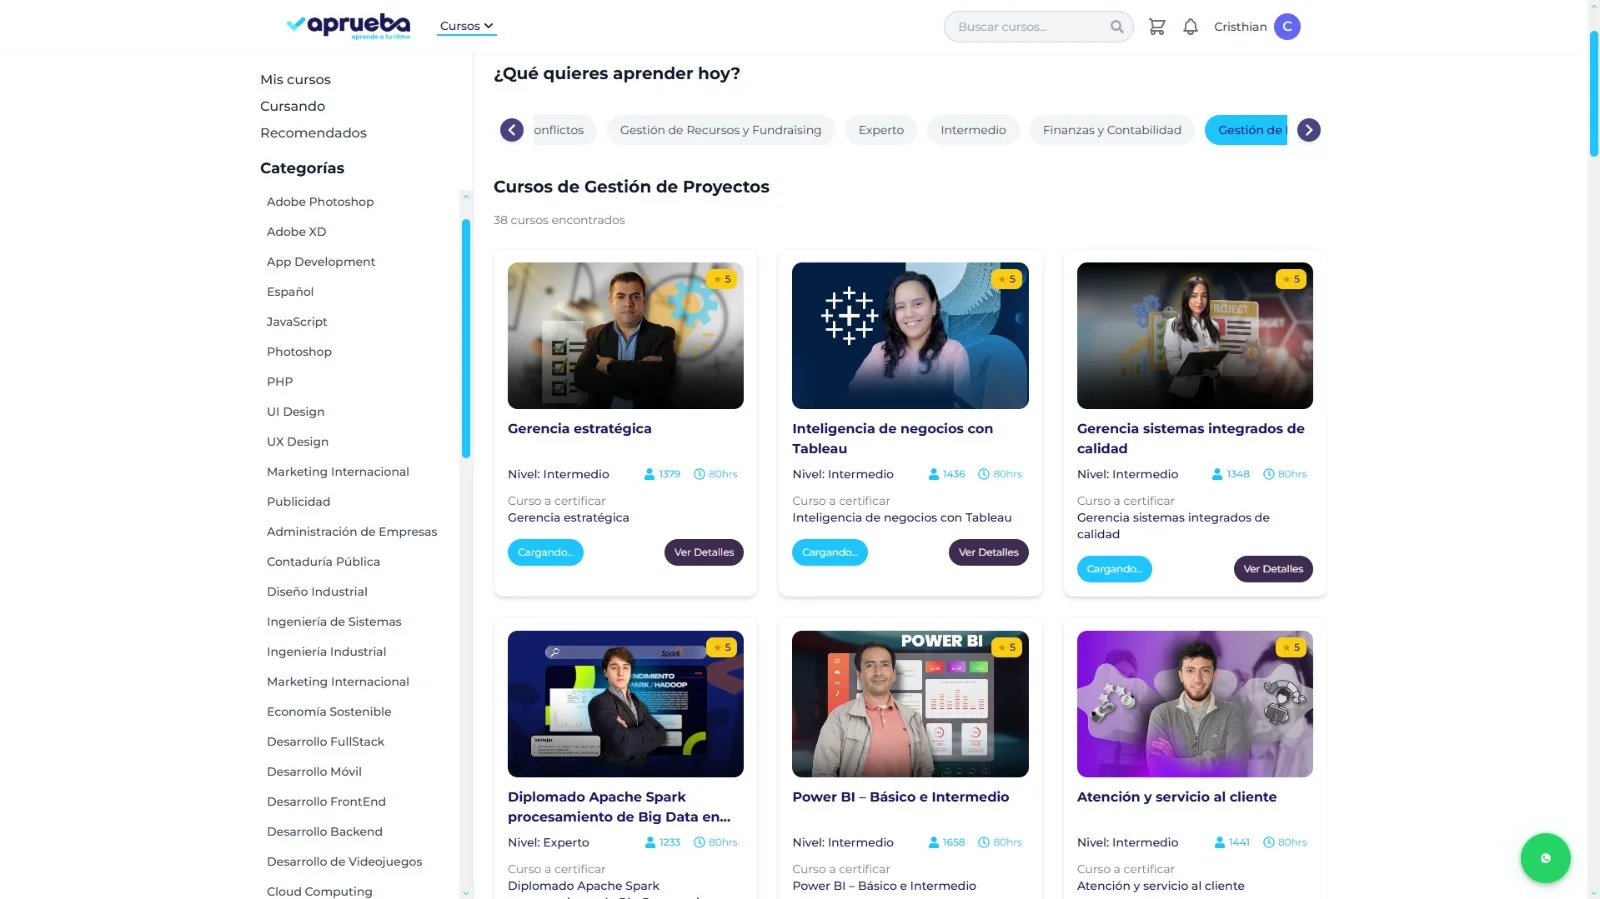 aprueba
aprende a tu ritmo
Cursos
Buscar cursos...
Cristhian
C
Mis cursos
Cursando
Recomendados
Categorías
Adobe Photoshop
Adobe XD
App Development
Español
JavaScript
Photoshop
PHP
UI Design
UX Design
Marketing Internacional
Publicidad
Administración de Empresas
Contaduría Pública
Diseño Industrial
Ingeniería de Sistemas
Ingeniería Industrial
Marketing Internacional
Economía Sostenible
Desarrollo FullStack
Desarrollo Móvil
Desarrollo FrontEnd
Desarrollo Backend
Desarrollo de Videojuegos
Cloud Computing
¿Qué quieres aprender hoy?
onflictos
Gestión de Recursos y Fundraising
Experto
Intermedio
Finanzas y Contabilidad
Gestión de
Cursos de Gestión de Proyectos
38 cursos encontrados
5
Gerencia estratégica
Nivel: Intermedio
1379
80hrs
Curso a certificar
Gerencia estratégica
Cargando...
Ver Detalles
5
Inteligencia de negocios con
Tableau
Nivel: Intermedio
1436
80hrs
Curso a certificar
Inteligencia de negocios con Tableau
Cargando...
Ver Detalles
PROJECT
5
Gerencia sistemas integrados de
calidad
Nivel: Intermedio
1348
80hrs
Curso a certificar
Gerencia sistemas integrados de
calidad
Cargando...
Ver Detalles
Spark
5
Diplomado Apache Spark
procesamiento de Big Data en...
Nivel: Experto
1233
80hrs
Curso a certificar
Diplomado Apache Spark
POWER BI
5
Power BI – Básico e Intermedio
Nivel: Intermedio
1658
80hrs
Curso a certificar
Power BI – Básico e Intermedio
5
Atención y servicio al cliente
Nivel: Intermedio
1441
80hrs
Curso a certificar
Atención y servicio al cliente